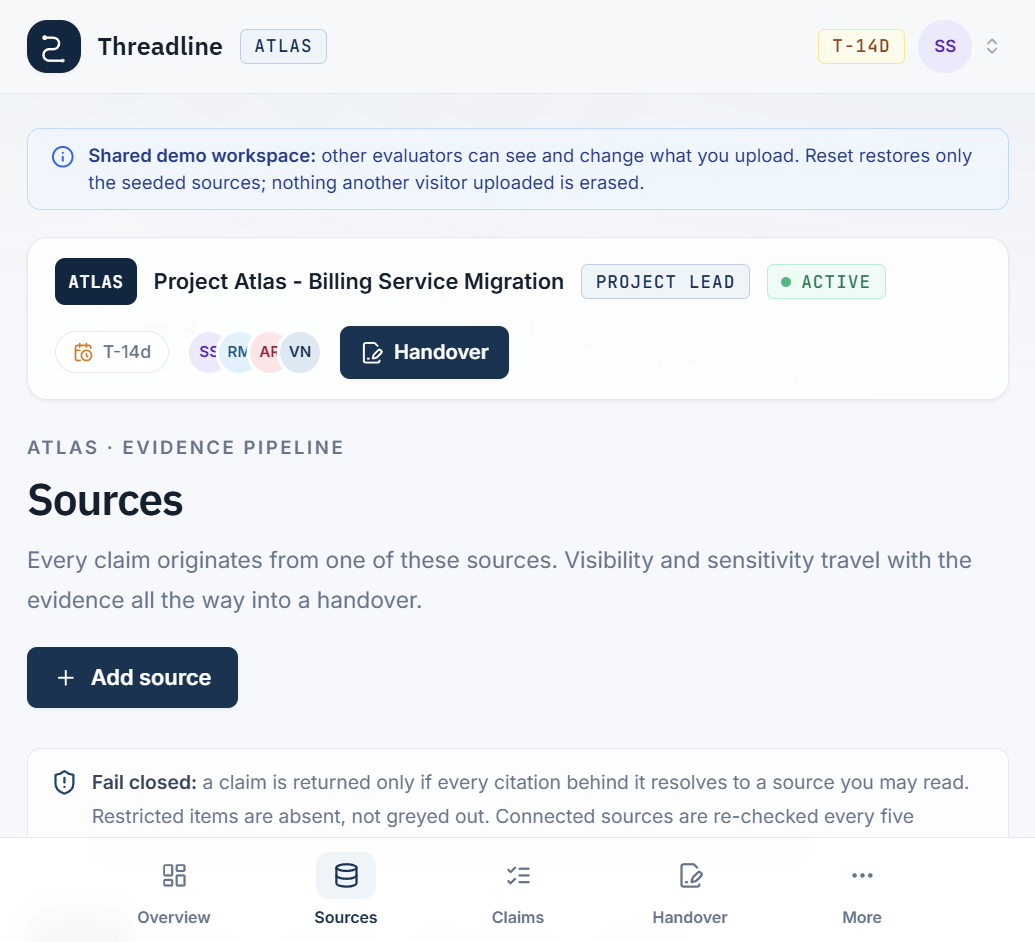 Threadline ATLAS T-14D SS
Shared demo workspace: other evaluators can see and change what you upload. Reset restores only
the seeded sources; nothing another visitor uploaded is erased.
ATLAS Project Atlas - Billing Service Migration PROJECT LEAD ACTIVE
T-14d SS RM AR VN Handover
ATLAS · EVIDENCE PIPELINE
Sources
Every claim originates from one of these sources. Visibility and sensitivity travel with the
evidence all the way into a handover.
Add source
Fail closed: a claim is returned only if every citation behind it resolves to a source you may read.
Restricted items are absent, not greyed out. Connected sources are re-checked every five
Overview Sources Claims Handover More